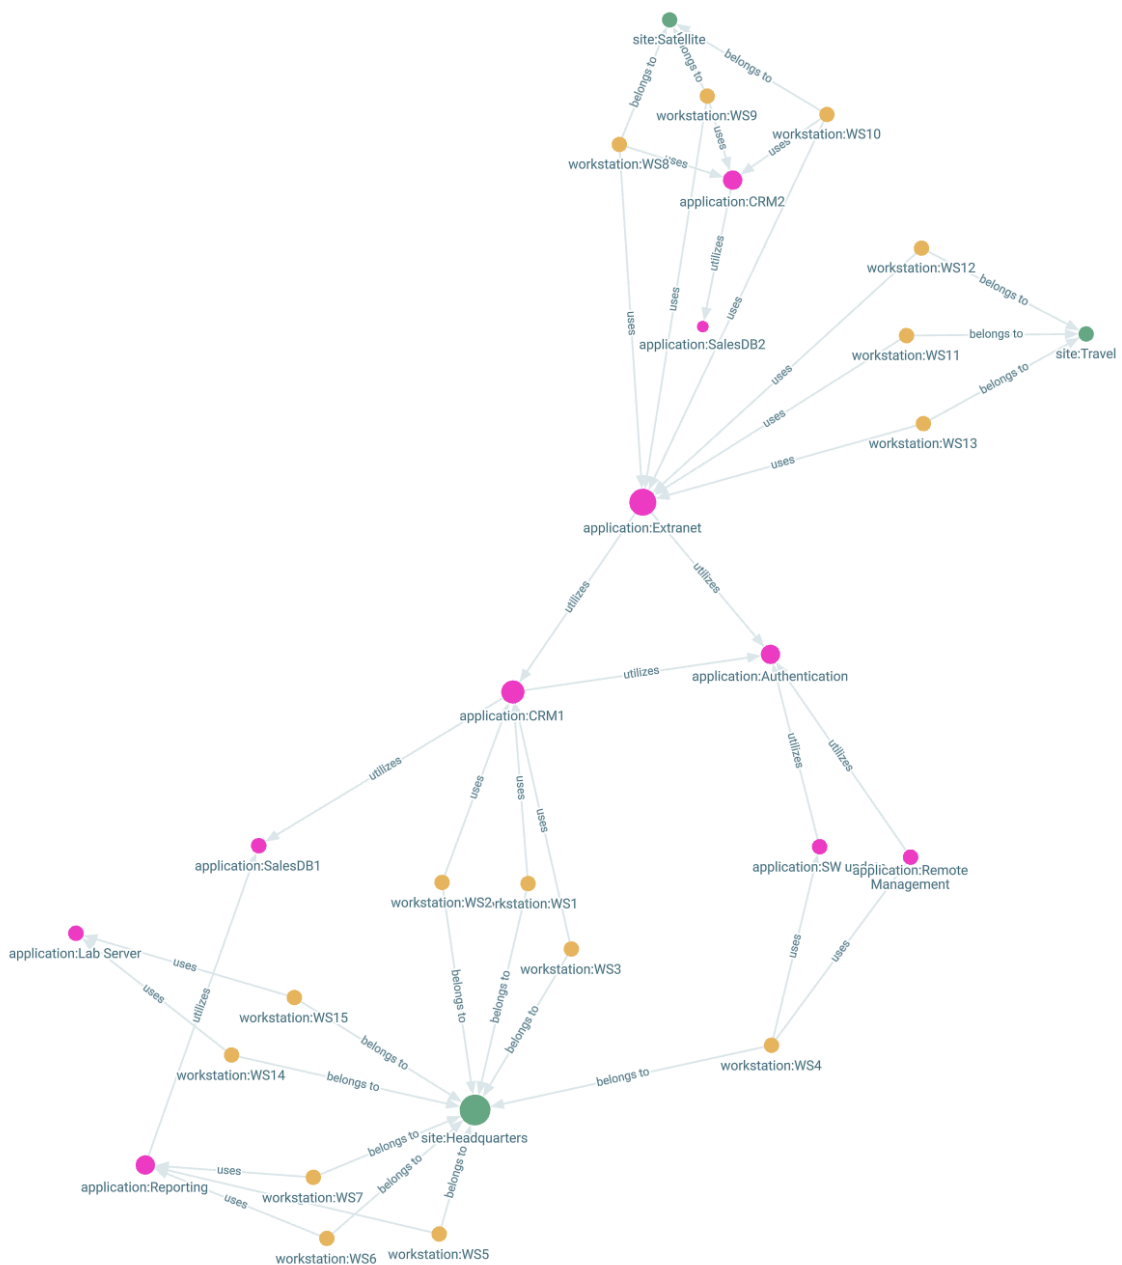 site:Satellite
belongs to
belongs to
workstation:WS9
workstation:WS10
uses
uses
workstation:WS8
uses
application:CRM2
utilizes
workstation:WS12
belongs to
uses
uses
uses
belongs to
application:SalesDB2
workstation:WS11
site:Travel
uses
belongs to
uses
workstation:WS13
uses
application:Extranet
utilizes
utilizes
utilizes
application:Authentication
application:CRM1
utilizes
utilizes
utilizes
uses
uses
uses
application:SalesDB1
application:SW
application:Remote
Management
workstation:WS2
workstation:WS3
application:Lab Server
uses
uses
uses
uses
belongs to
belongs to
utilizes
workstation:WS15
belongs to
belongs to
workstation:WS14
workstation:WS4
belongs to
belongs to
site:Headquarters
belongs to
uses
belongs to
belongs to
application:Reporting
workstation:WS7
uses
workstation:WS6
workstation:WS5